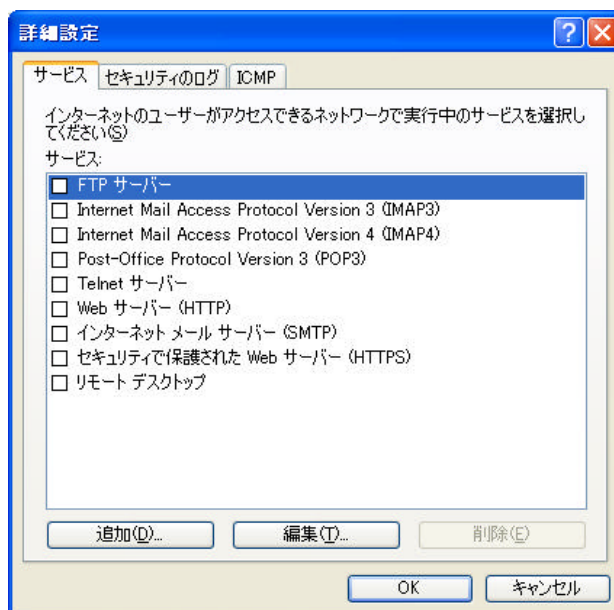 詳細設定
サービス セキュリティのログ ICMP
インターネットのユーザーがアクセスできるネットワークで実行中のサービスを選択し
てください(S)
サービス:
FTP サーバー
Internet Mail Access Protocol Version 3 (IMAP3)
Internet Mail Access Protocol Version 4 (IMAP4)
Post-Office Protocol Version 3 (POP3)
Telnet サーバー
Web サーバー (HTTP)
インターネット メール サーバー (SMTP)
セキュリティで保護された Web サーバー (HTTPS)
リモート デスクトップ
追加(D)... 編集(T)... 削除(E)
OK キャンセル